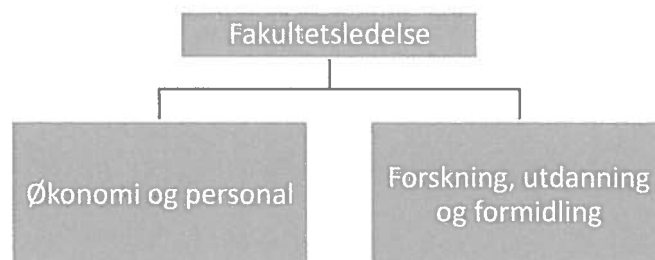 Fakultetsledelse
Økonomi og personal
Forskning, utdanning
og formidling